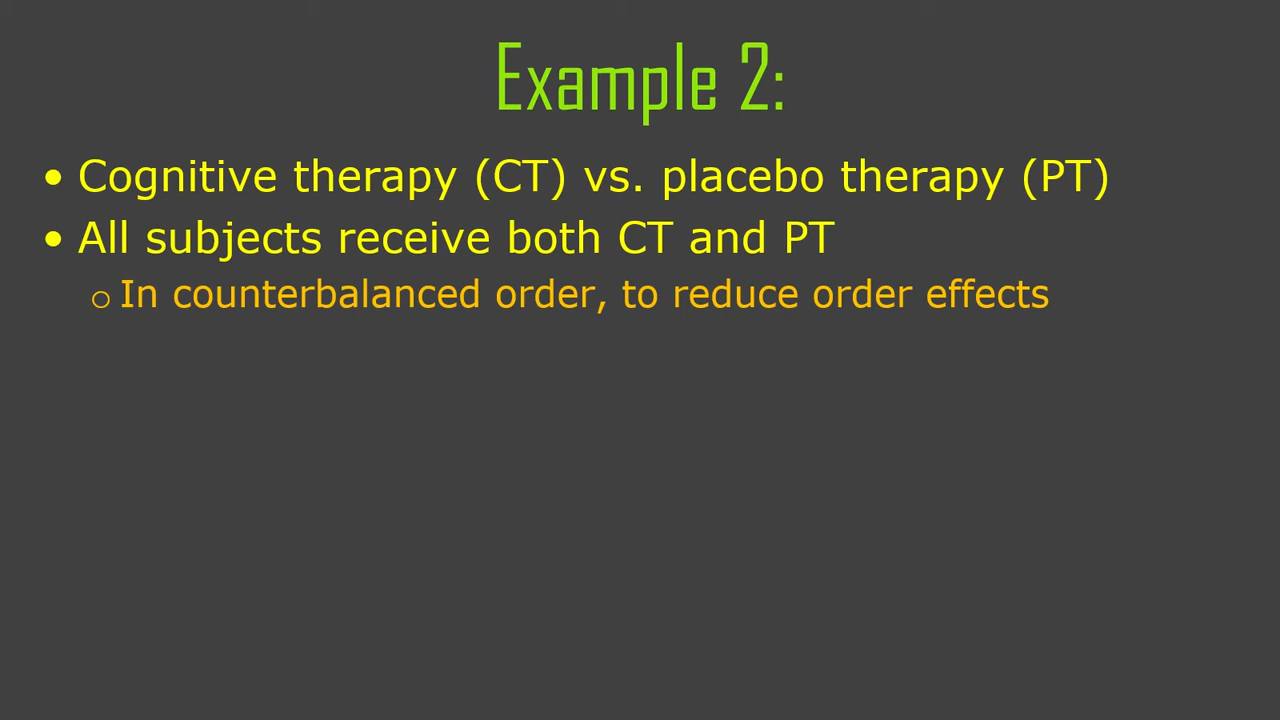 Example 2:
• Cognitive therapy (CT) vs. placebo therapy (PT)
• All subjects receive both CT and PT
o In counterbalanced order, to reduce order effects